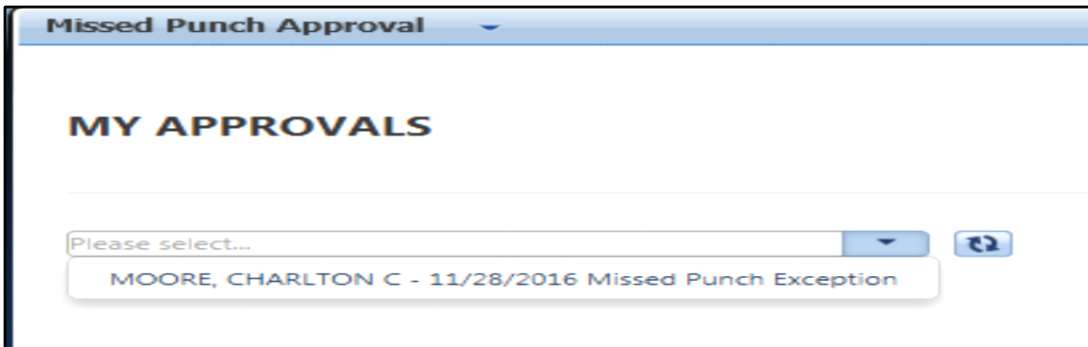 Missed Punch Approval
MY APPROVALS
Please select...
MOORE, CHARLTON C - 11/28/2016 Missed Punch Exception